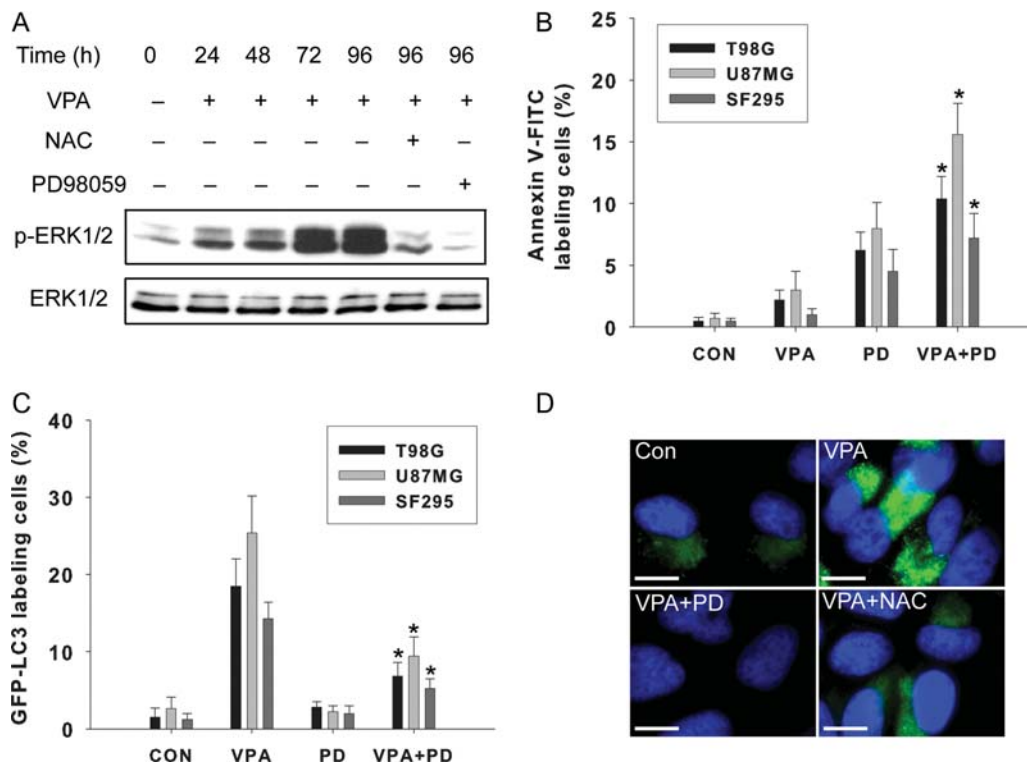 A
Time (h) 0 24 48 72 96 96 96
VPA – + + + + + +
NAC – – – – – + –
PD98059 – – – – – – +
p-ERK1/2
ERK1/2
B
Annexin V-FITC
labeling cells (%)
25
20
15
10
5
0
T98G
U87MG
SF295
* * *
CON VPA PD VPA+PD
C
GFP-LC3 labeling cells (%)
40
30
20
10
0
T98G
U87MG
SF295
* * *
CON VPA PD VPA+PD
D
Con
VPA
VPA+PD
VPA+NAC